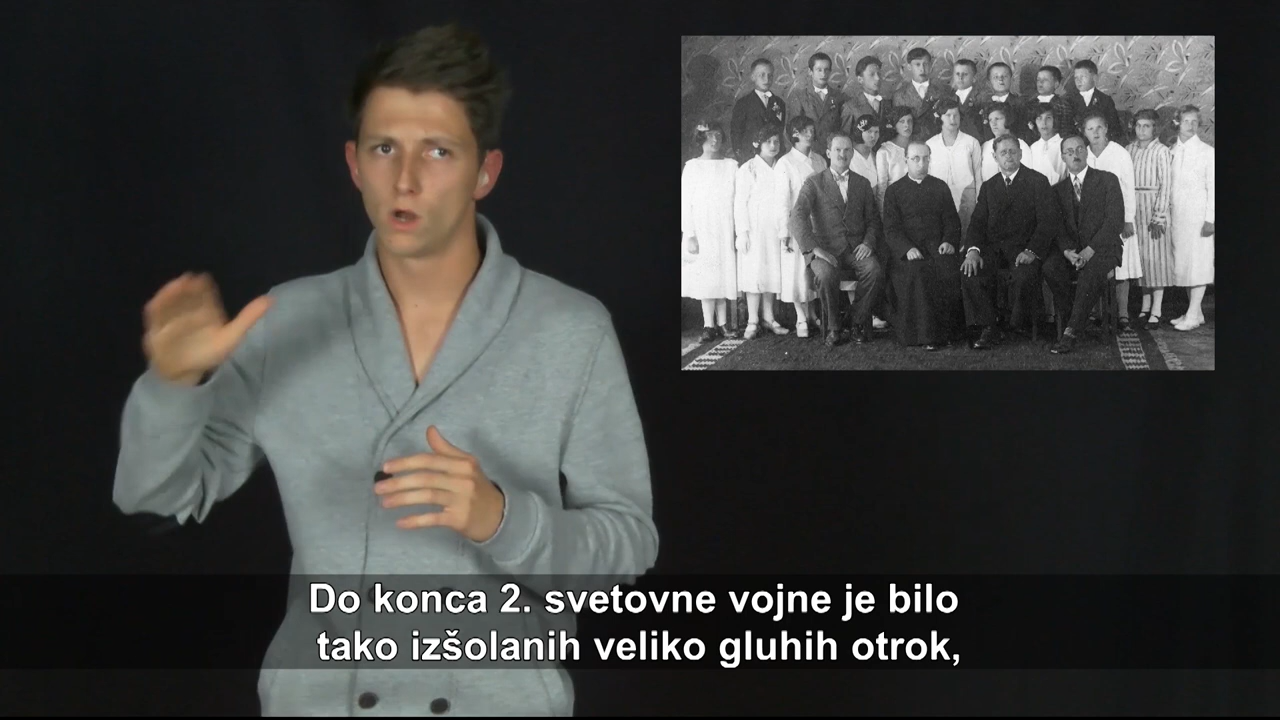 Do konca 2. svetovne vojne je bilo
tako izšolanih veliko gluhih otrok,